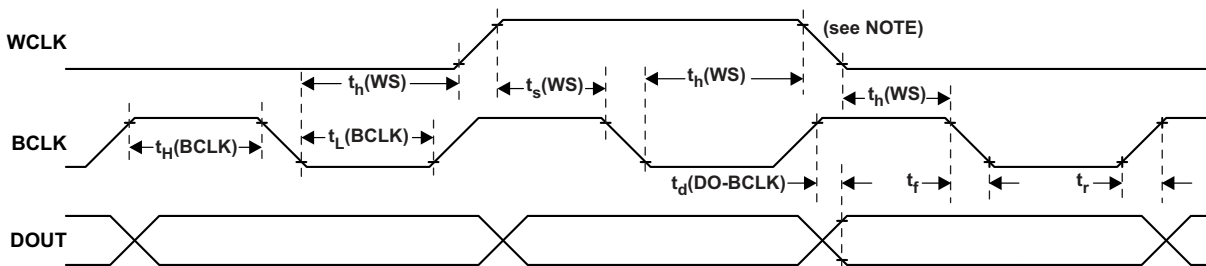 WCLK
(see NOTE)
th(WS)
ts(WS)
th(WS)
th(WS)
BCLK
tH(BCLK)
tL(BCLK)
td(DO-BCLK)
tf
tr
DOUT